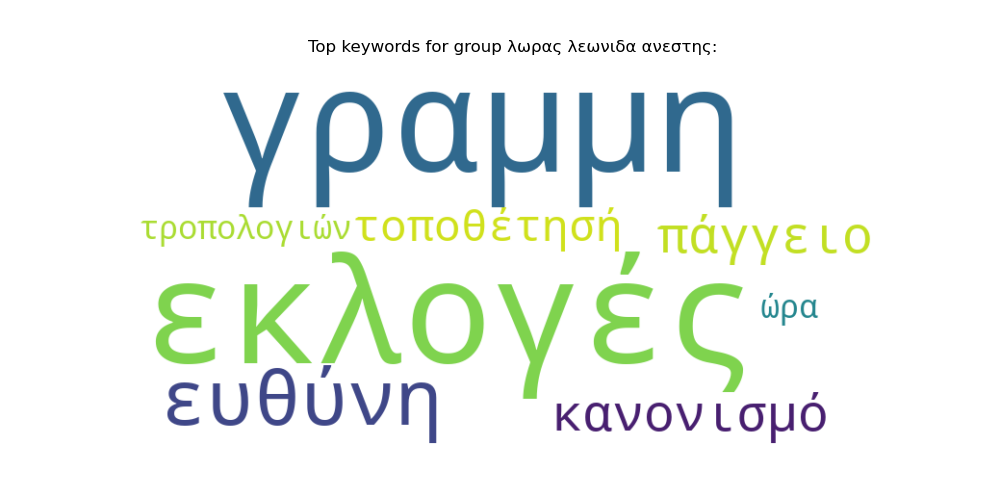 Top keywords for group λωρας λεωνιδα ανεστης:
γραμμη
τροπολογιών τοποθέτησή πάγγειο
εκλογές ώρα
ευθύνη κανονισμό